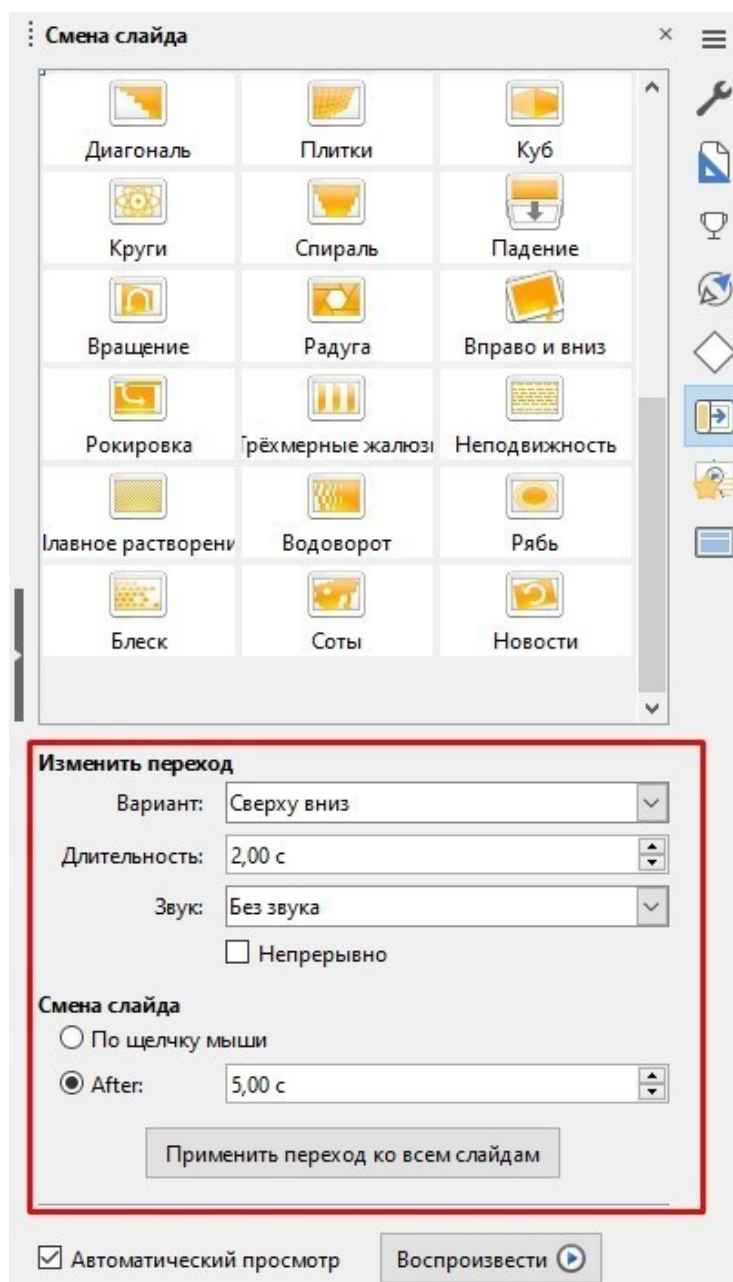 Смена слайда
Диагональ Плитки Куб
Круги Спираль Падение
Вращение Радуга Вправо и вниз
Рокировка Трёхмерные жалюзи Неподвижность
Плавное растворени Водоворот Рябь
Блеск Соты Новости
Изменить переход
Вариант: Сверху вниз
Длительность: 2,00 с
Звук: Без звука
Непрерывно
Смена слайда
По щелчку мыши
After: 5,00 с
Применить переход ко всем слайдам
Автоматический просмотр Воспроизвести